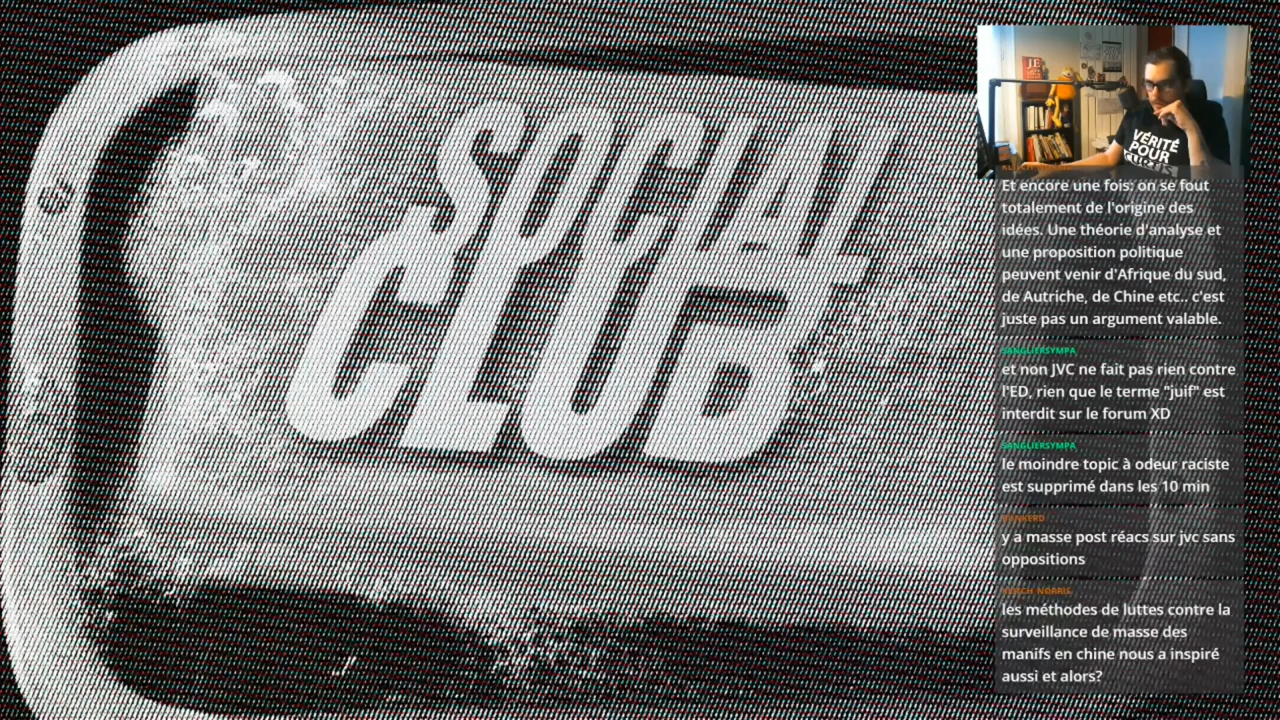 SOCIAL
CLUB
JE
VÉRITÉ
POUR
Et encore une fois: on se fout
totalement de l'origine des
idées. Une théorie d'analyse et
une proposition politique
peuvent venir d'Afrique du sud,
de Autriche, de Chine etc.. c'est
juste pas un argument valable.
SANGLIERSYMPA
et non JVC ne fait pas rien contre
l'ED, rien que le terme "juif" est
interdit sur le forum XD
SANGLIERSYMPA
le moindre topic à odeur raciste
est supprimé dans les 10 min
y a masse post réacs sur jvc sans
oppositions
les méthodes de luttes contre la
surveillance de masse des
manifs en chine nous a inspiré
aussi et alors?